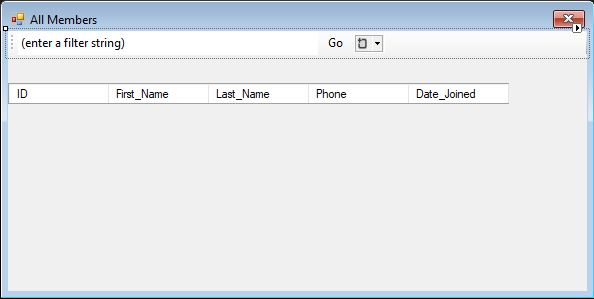 All Members
(enter a filter string) Go
ID First_Name Last_Name Phone Date_Joined